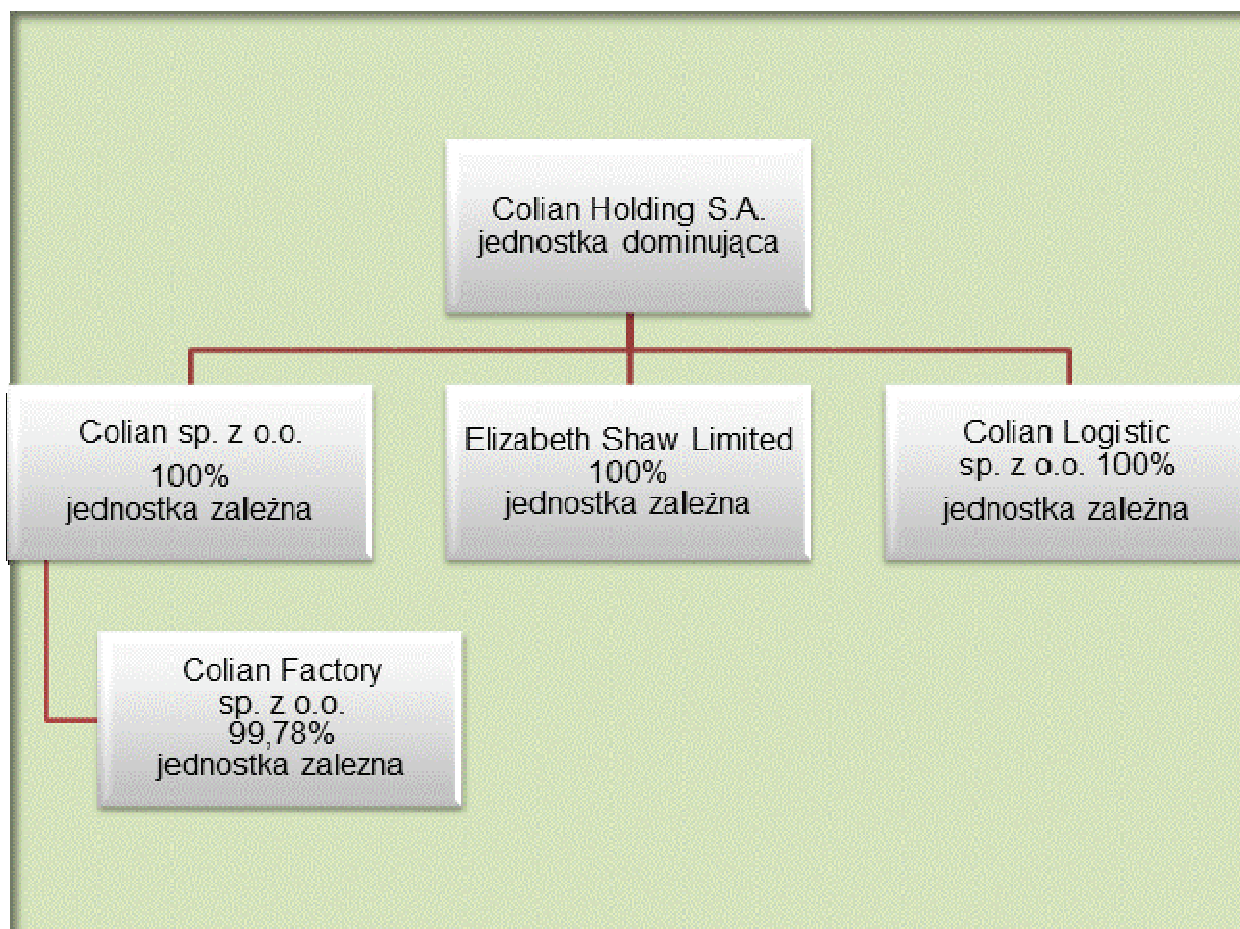 Colian Holding S.A.
jednostka dominująca
Colian sp. z o.o.
100%
jednostka zależna
Elizabeth Shaw Limited
100%
jednostka zależna
Colian Logistic
sp. z o.o. 100%
jednostka zależna
Colian Factory
sp. z o.o.
99,78%
jednostka zalezna